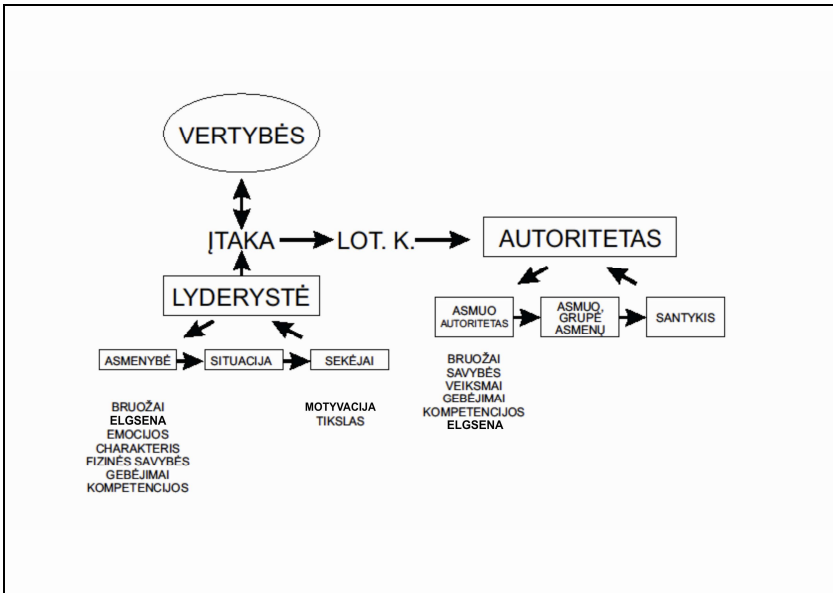 VERTYBĖS
ĮTAKA
LOT. K.
AUTORITETAS
LYDERYSTĖ
ASMENYBĖ
SITUACIJA
SEKĖJAI
BRUOŽAI
ELGSENA
EMOCIJOS
CHARAKTERIS
FIZINĖS SAVYBĖS
GEBĖJIMAI
KOMPETENCIJOS
MOTYVACIJA
TIKSLAS
ASMUO
AUTORITETAS
ASMUO,
GRUPĖ
ASMENŲ
SANTYKIS
BRUOŽAI
SAVYBĖS
VEIKSMAI
GEBĖJIMAI
KOMPETENCIJOS
ELGSENA